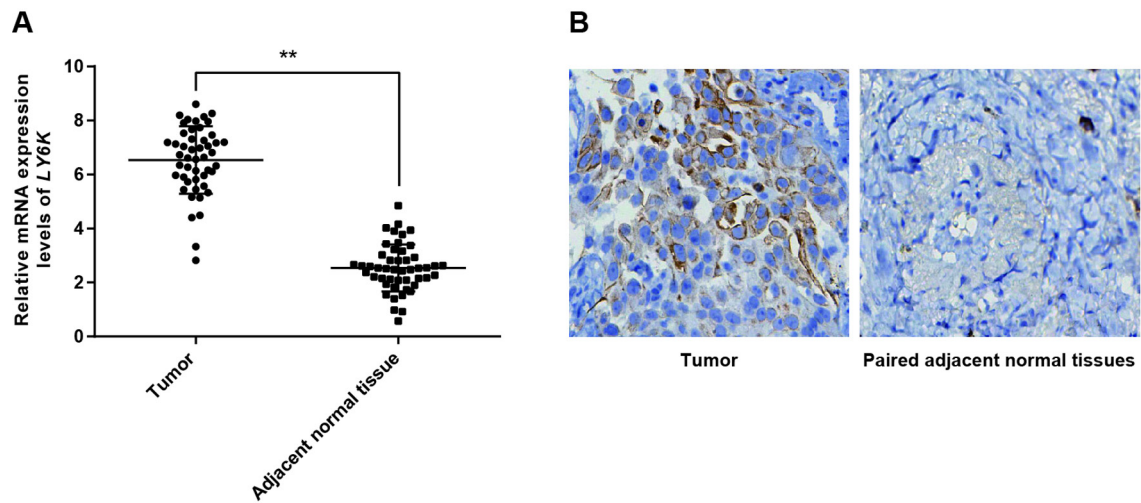 A
B
**
10
8
6
4
2
0
Relative mRNA expression
levels of LY6K
Tumor
Adjacent normal tissue
Tumor
Paired adjacent normal tissues